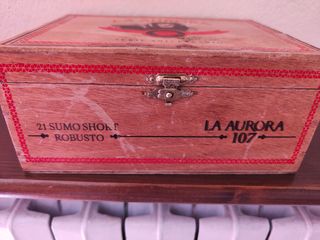 21 SUMO SHORT
ROBUSTO
LA AURORA
107